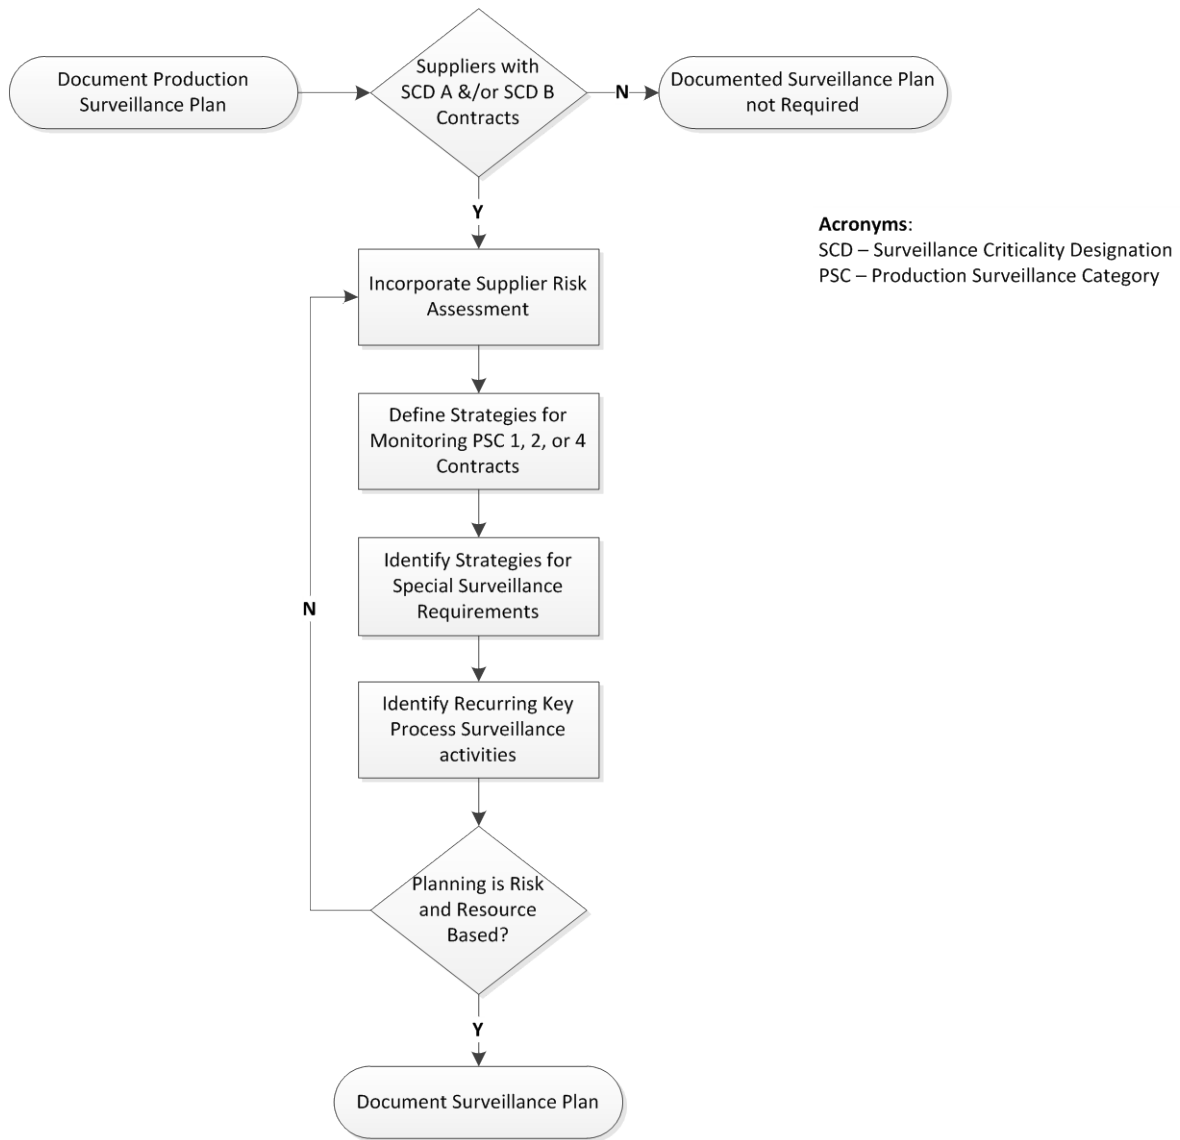 Document Production
Surveillance Plan
Suppliers with
SCD A &/or SCD B
Contracts
N
Documented Surveillance Plan
not Required
Y
Acronyms:
SCD – Surveillance Criticality Designation
PSC – Production Surveillance Category
Incorporate Supplier Risk
Assessment
Define Strategies for
Monitoring PSC 1, 2, or 4
Contracts
Identify Strategies for
Special Surveillance
Requirements
N
Identify Recurring Key
Process Surveillance
activities
Planning is Risk
and Resource
Based?
Y
Document Surveillance Plan